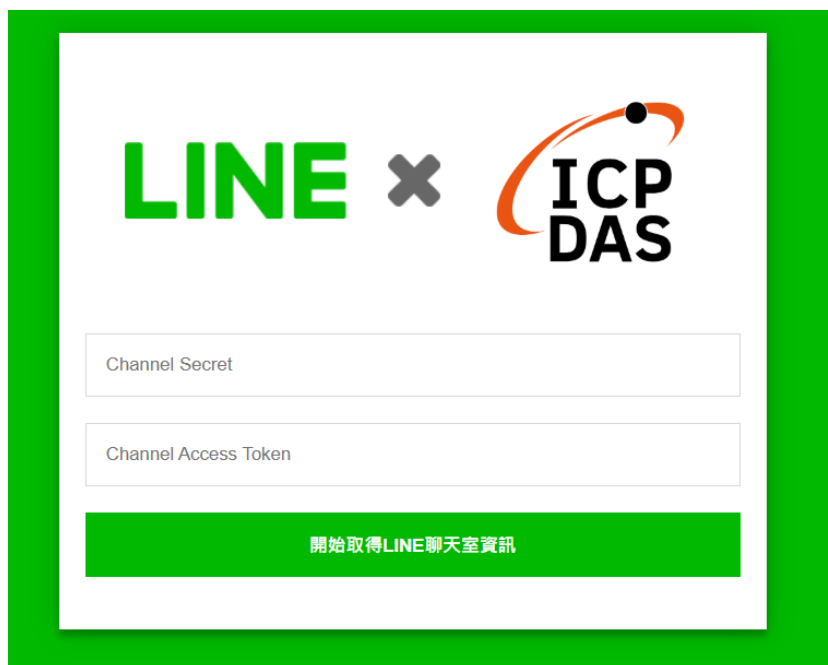 LINE
ICP
DAS
Channel Secret
Channel Access Token
開始取得LINE聊天室資訊